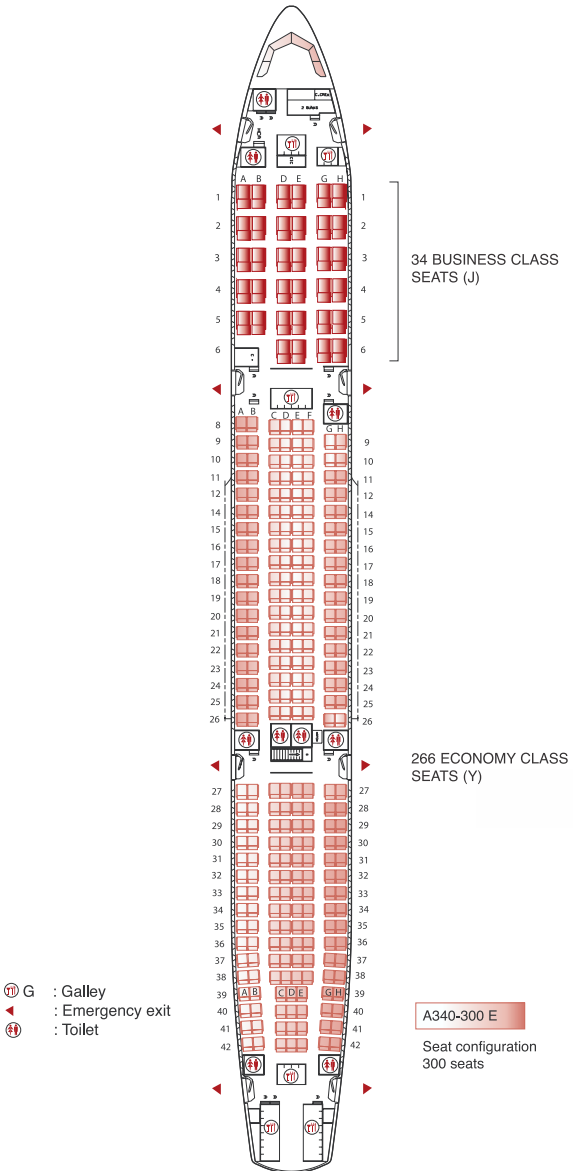 C.CREW
A B D E G H
1 1
2 2
3 3
34 BUSINESS CLASS
SEATS (J)
4 4
5 5
6 6
A B C D E F
G H
8
9 9
10 10
11 11
12 12
14 14
15 15
16 16
17 17
18 18
19 19
20 20
21 21
22 22
23 23
24 24
25 25
26 26
266 ECONOMY CLASS
SEATS (Y)
27 27
28 28
29 29
30 30
31 31
32 32
33 33
34 34
35 35
36 36
37 37
38 38
39 A B C D E G H 39
40 40
41 41
42 42
G : Galley
: Emergency exit
: Toilet
A340-300 E
Seat configuration
300 seats